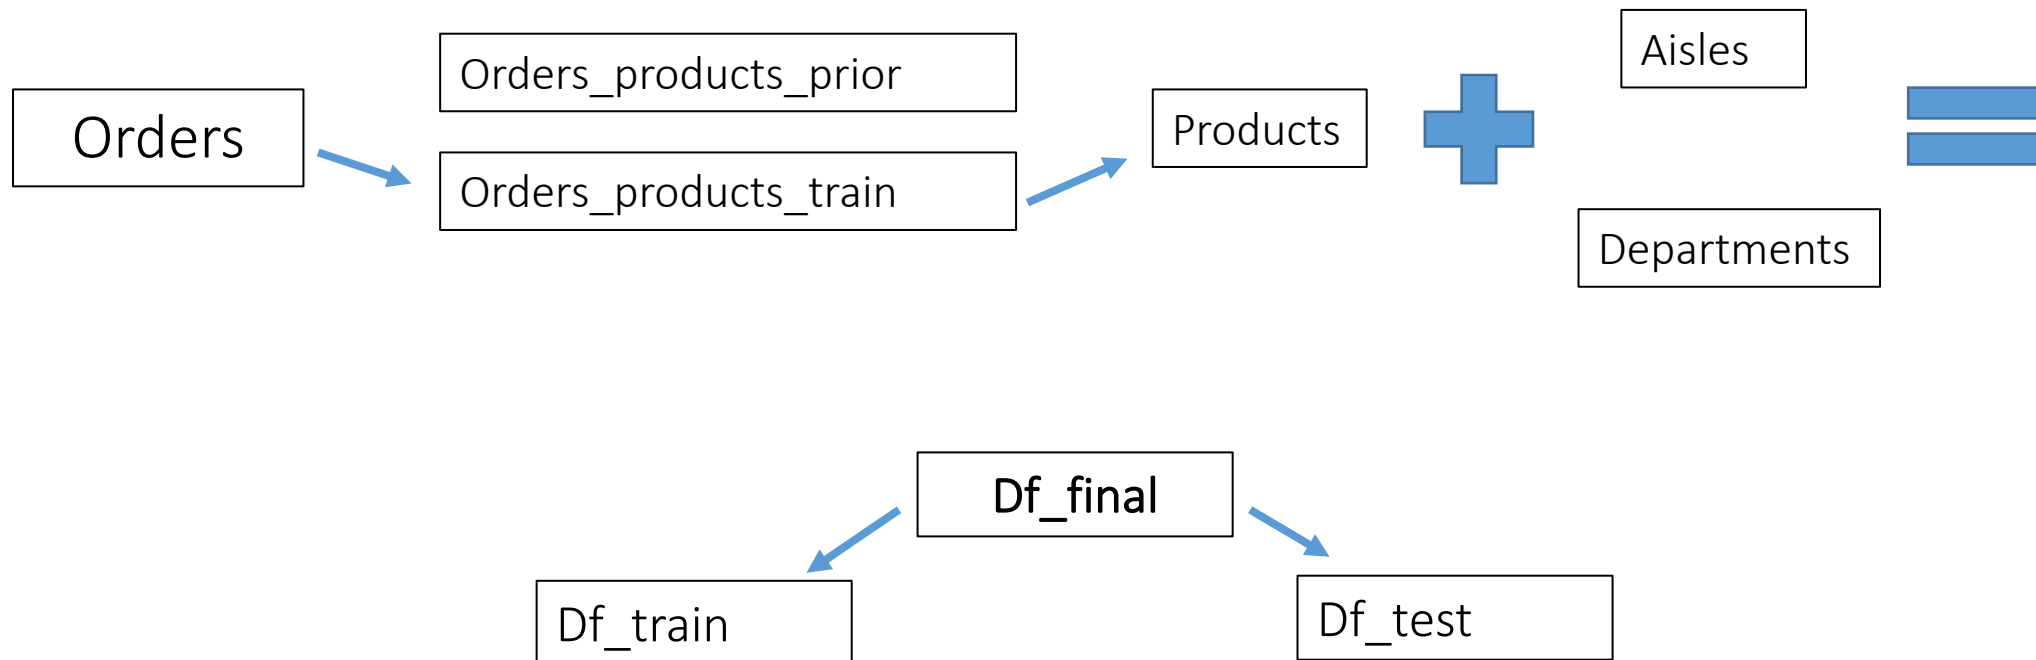 Orders
Orders_products_prior
Orders_products_train
Products
Aisles
Departments
Df_final
Df_train
Df_test